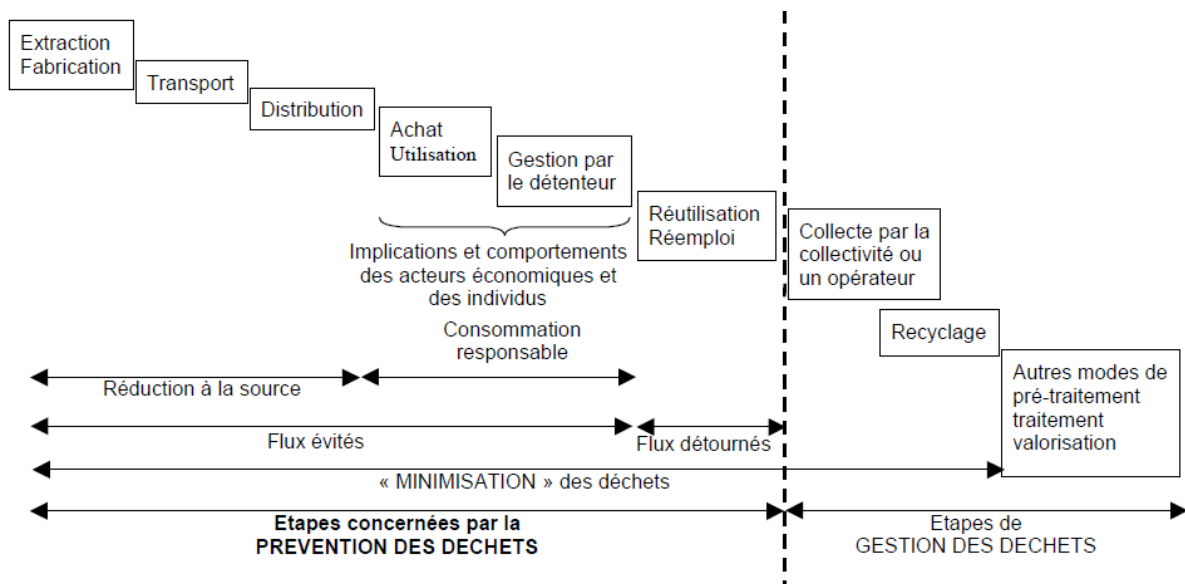 Extraction
Fabrication
Transport
Distribution
Achat
Utilisation
Gestion par
le détenteur
Réutilisation
Réemploi
Collecte par la
collectivité ou
un opérateur
Implications et comportements
des acteurs économiques et
des individus
Recyclage
Consommation
responsable
Autres modes de
pré-traitement
traitement
valorisation
Réduction à la source
Flux évités
Flux détournés
« MINIMISATION » des déchets
Etapes concernées par la
PREVENTION DES DECHETS
Etapes de
GESTION DES DECHETS